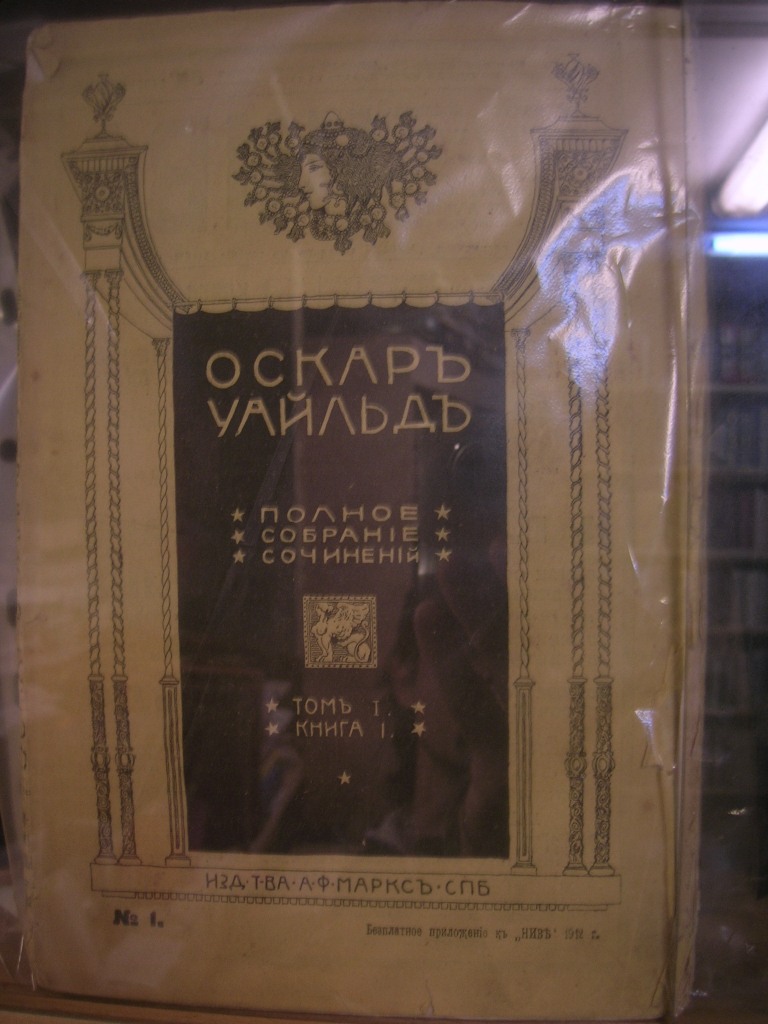 ОСКАРЪ
УАЙЛЬДЪ
ПОЛНОЕ
СОБРАНІЕ
СОЧИНЕНІЙ
ТОМЪ I.
КНИГА I.
ИЗД·Т-ВА·А·Ф·МАРКСЪ·СПБ
№ 1.
Безплатное приложеніе къ „НИВѢ“ 1912 г.